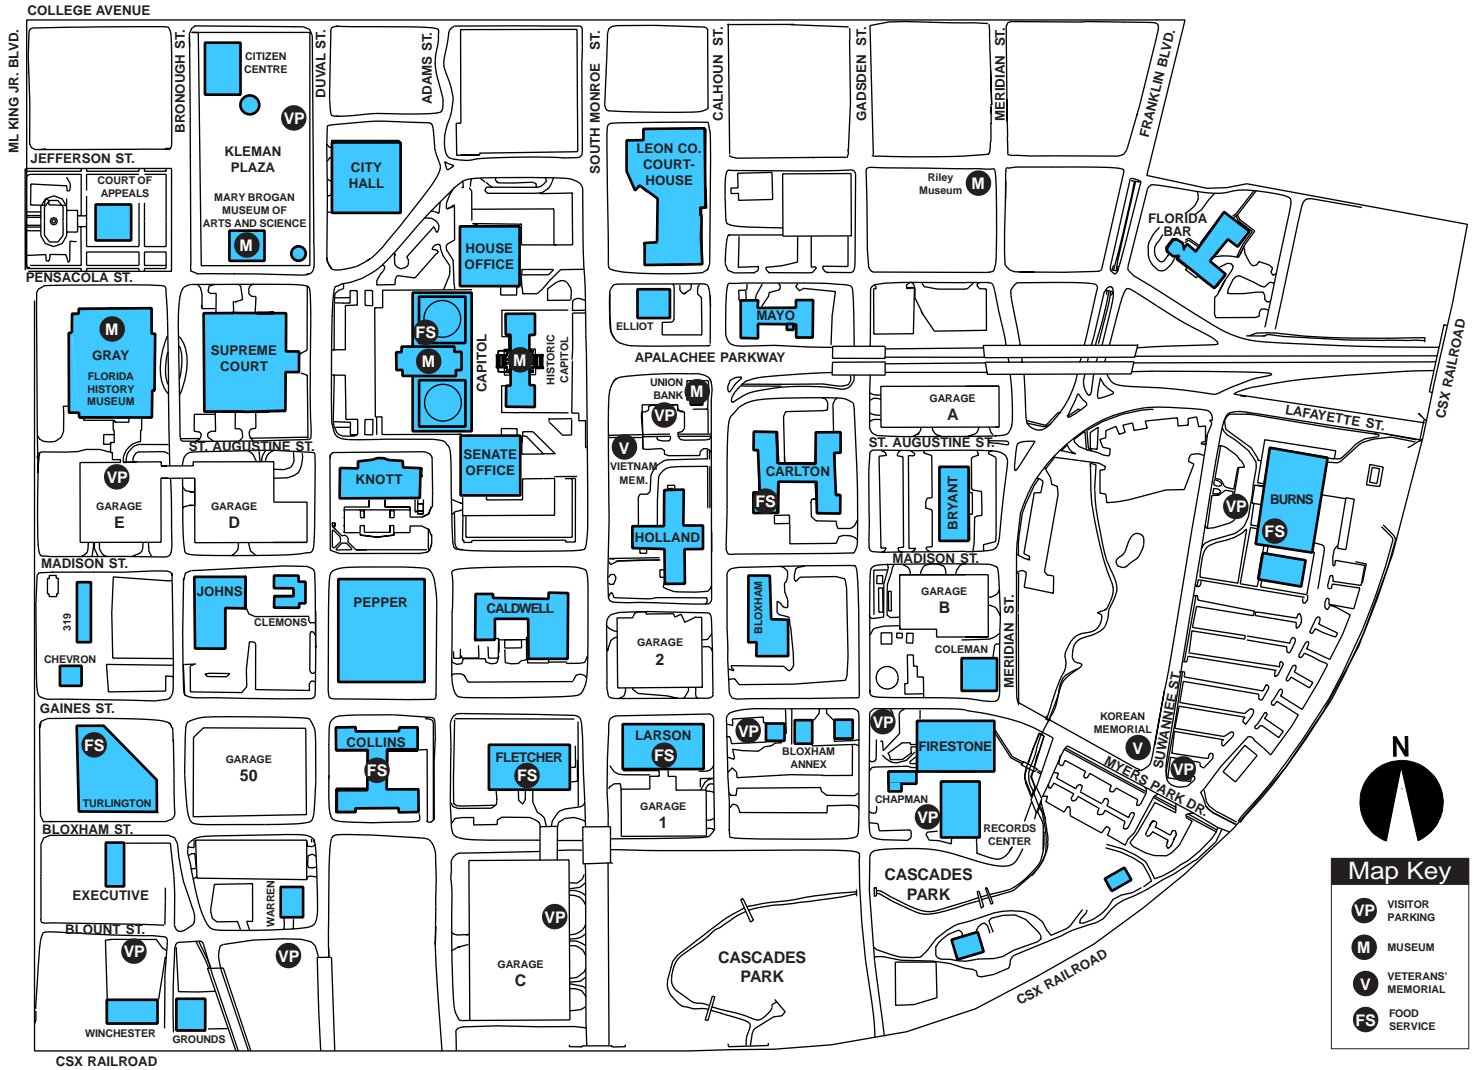 COLLEGE AVENUE
ML KING JR. BLVD.
BRONOUGH ST.
DUVAL ST.
ADAMS ST.
SOUTH MONROE ST.
CALHOUN ST.
GADSDEN ST.
MERIDIAN ST.
FRANKLIN BLVD.
CITIZEN
CENTRE
VP
KLEMAN
PLAZA
MARY BROGAN
MUSEUM OF
ARTS AND SCIENCE
M
JEFFERSON ST.
COURT OF
APPEALS
CITY
HALL
LEON CO.
COURT-
HOUSE
Riley
Museum
M
FLORIDA
BAR
HOUSE
OFFICE
PENSACOLA ST.
M
GRAY
FLORIDA
HISTORY
MUSEUM
SUPREME
COURT
FS
M
CAPITOL
M
HISTORIC
CAPITOL
ELLIOT
MAYO
APALACHEE PARKWAY
CSX RAILROAD
UNION
BANK
M
VP
V
VIETNAM
MEM.
GARAGE
A
LAFAYETTE ST.
ST. AUGUSTINE ST.
ST. AUGUSTINE ST.
VP
GARAGE
E
GARAGE
D
KNOTT
SENATE
OFFICE
HOLLAND
CARLTON
FS
BRYANT
VP
BURNS
FS
MADISON ST.
MADISON ST.
319
CHEVRON
JOHNS
CLEMONS
PEPPER
CALDWELL
GARAGE
2
BLOXHAM
GARAGE
B
COLEMAN
MERIDIAN ST.
GAINES ST.
FS
TURLINGTON
GARAGE
50
COLLINS
FS
FLETCHER
FS
LARSON
FS
GARAGE
1
VP
BLOXHAM
ANNEX
VP
FIRESTONE
CHAPMAN
VP
RECORDS
CENTER
KOREAN
MEMORIAL
V
SUWANNEE ST.
VP
MYERS PARK DR.
BLOXHAM ST.
EXECUTIVE
WARREN
BLOUNT ST.
VP
VP
WINCHESTER
GROUNDS
VP
GARAGE
C
CASCADES
PARK
CASCADES
PARK
CSX RAILROAD
CSX RAILROAD
N
Map Key
VP
VISITOR
PARKING
M
MUSEUM
V
VETERANS'
MEMORIAL
FS
FOOD
SERVICE